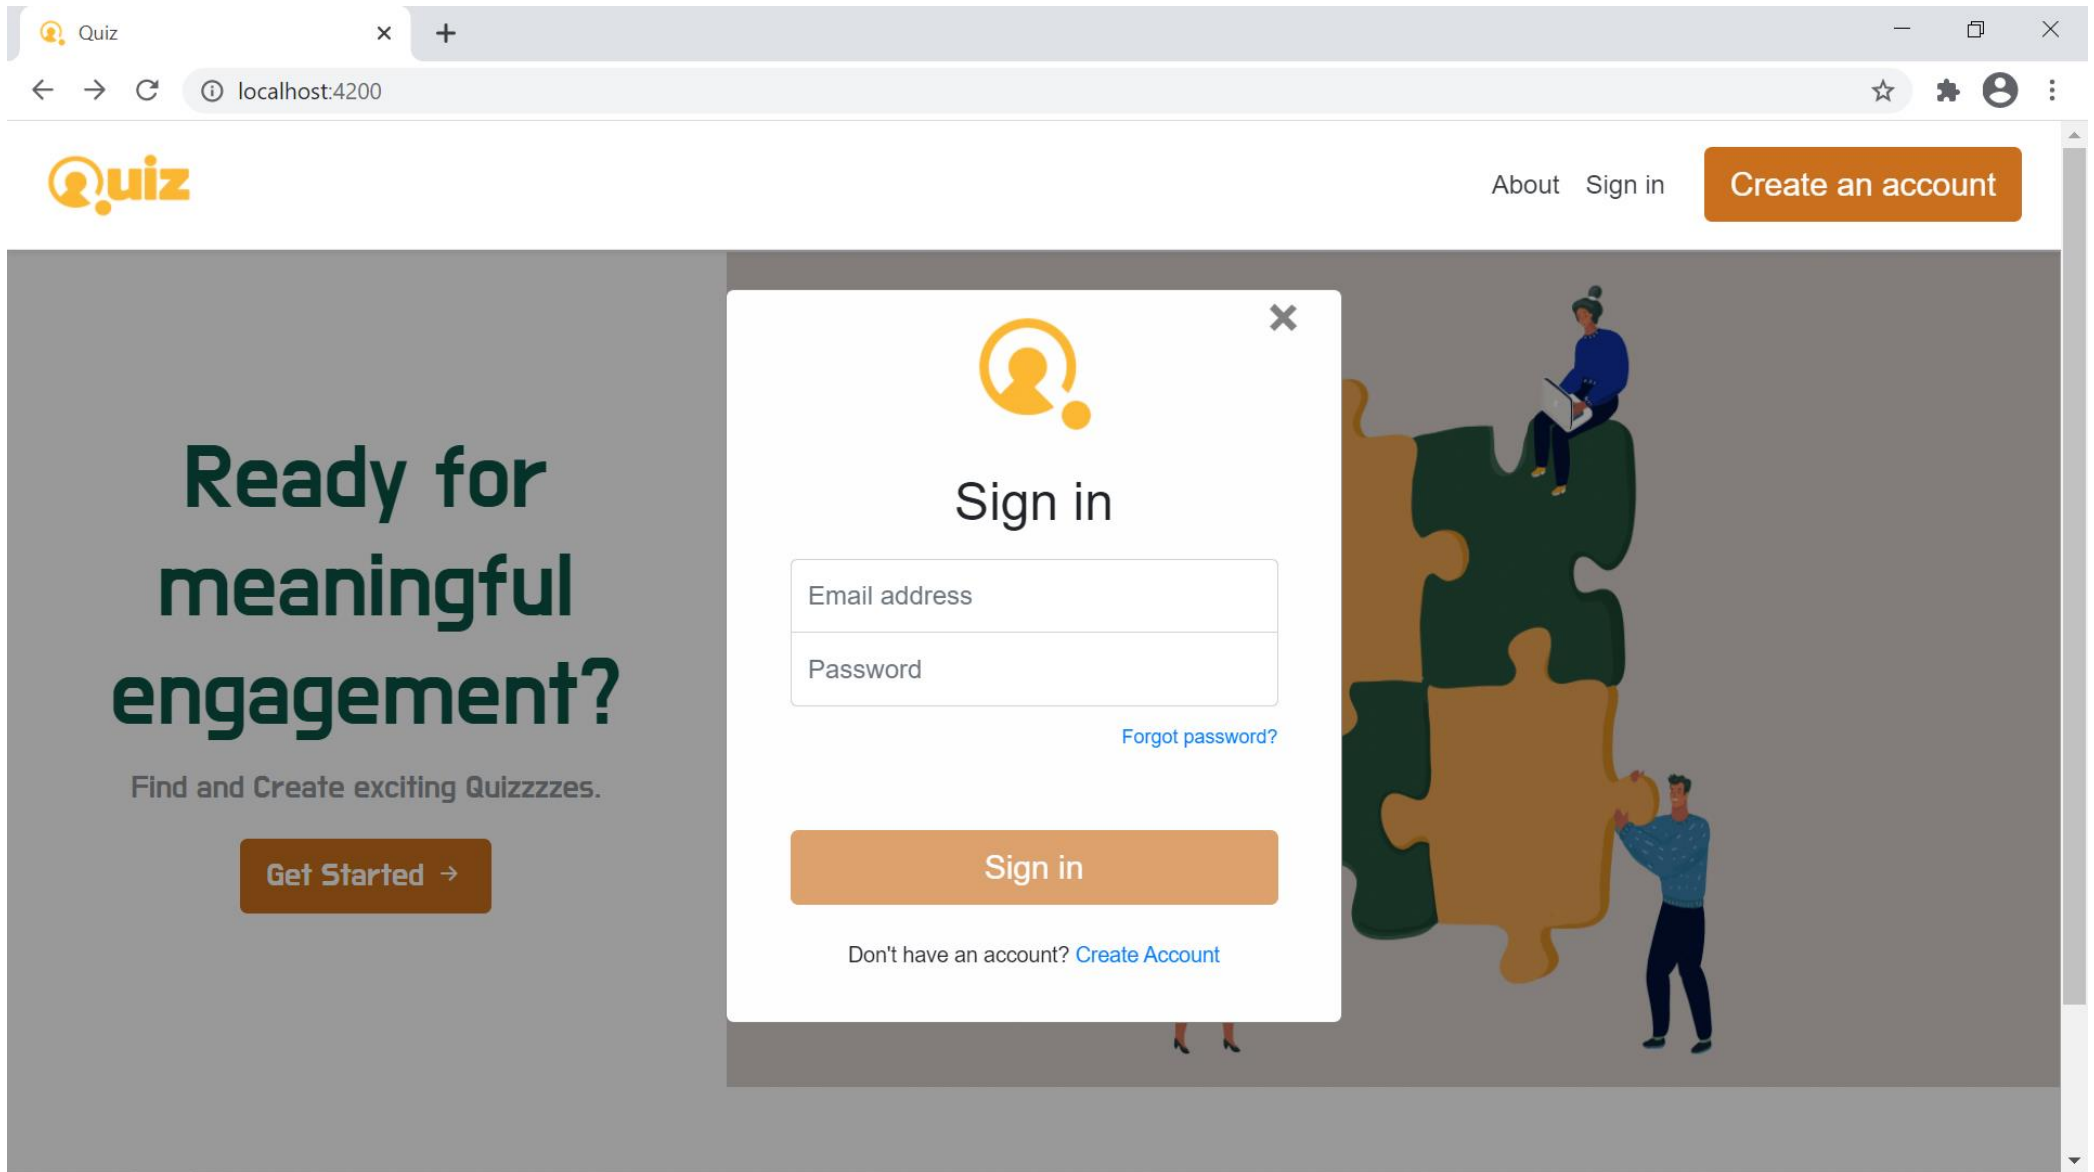 Quiz
localhost:4200
Quiz
About Sign in Create an account
Ready for
meaningful
engagement?
Find and Create exciting Quizzzzes.
Get Started →
Sign in
Email address
Password
Forgot password?
Sign in
Don't have an account? Create Account